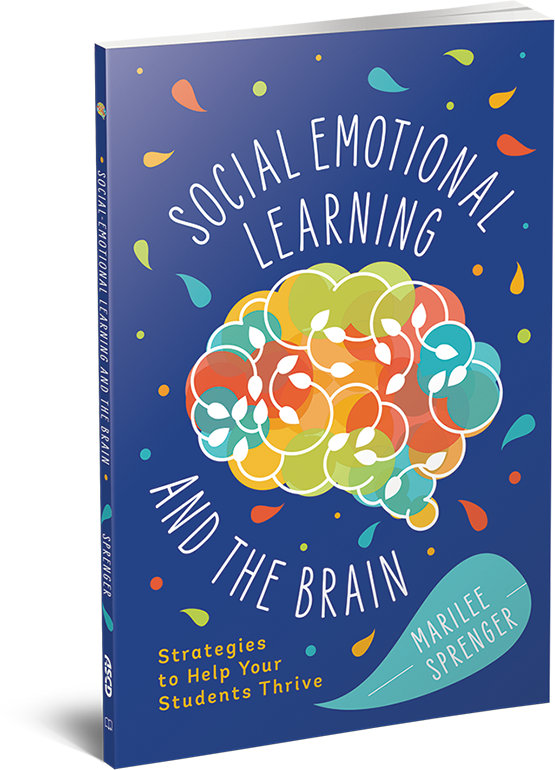 SOCIAL EMOTIONAL
LEARNING
AND THE BRAIN
Strategies
to Help Your
Students Thrive
MARILEE
SPRENGER
SOCIAL-EMOTIONAL LEARNING AND THE BRAIN
SPRENGER
ASCD